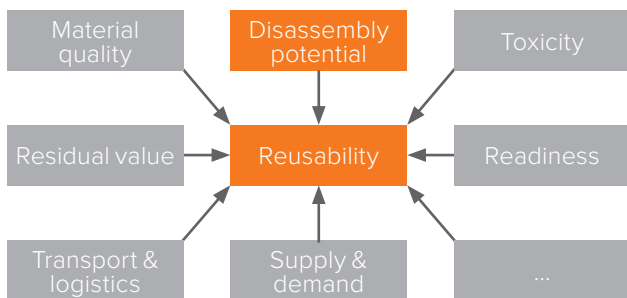 Material
quality
Disassembly
potential
Toxicity
Residual value
Reusability
Readiness
Transport &
logistics
Supply &
demand
...